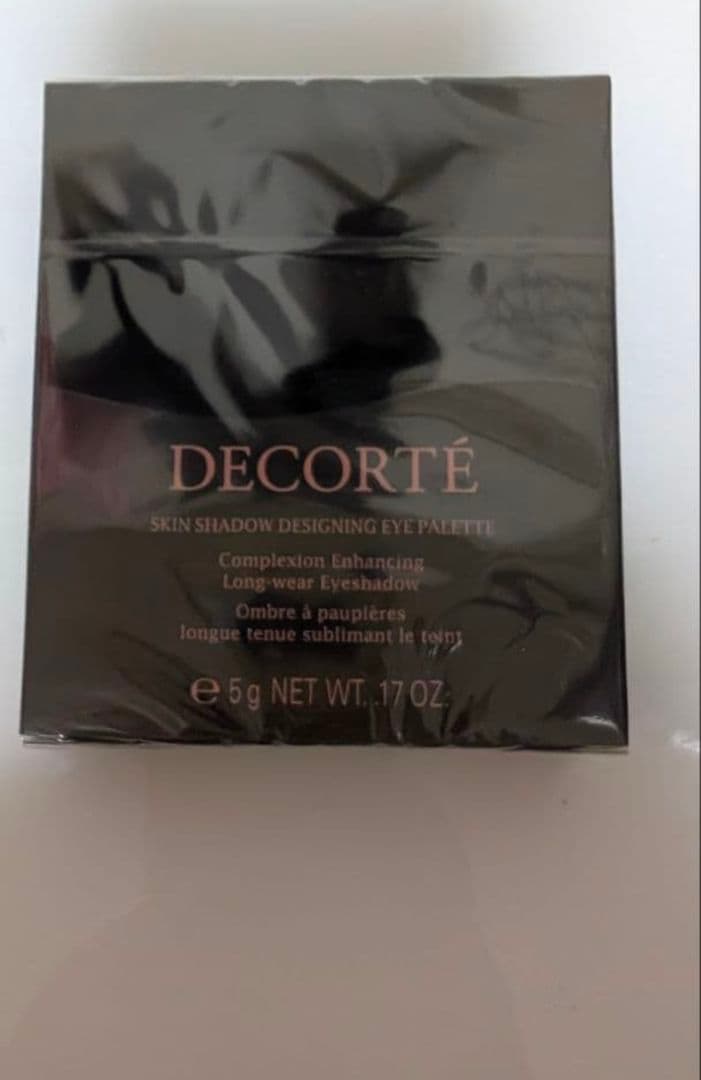 DECORTÉ
SKIN SHADOW DESIGNING EYE PALETTE
Complexion Enhancing
Long-wear Eyeshadow
Ombre à paupières
longue tenue sublimant le teint
e 5g NET WT. .17 OZ.